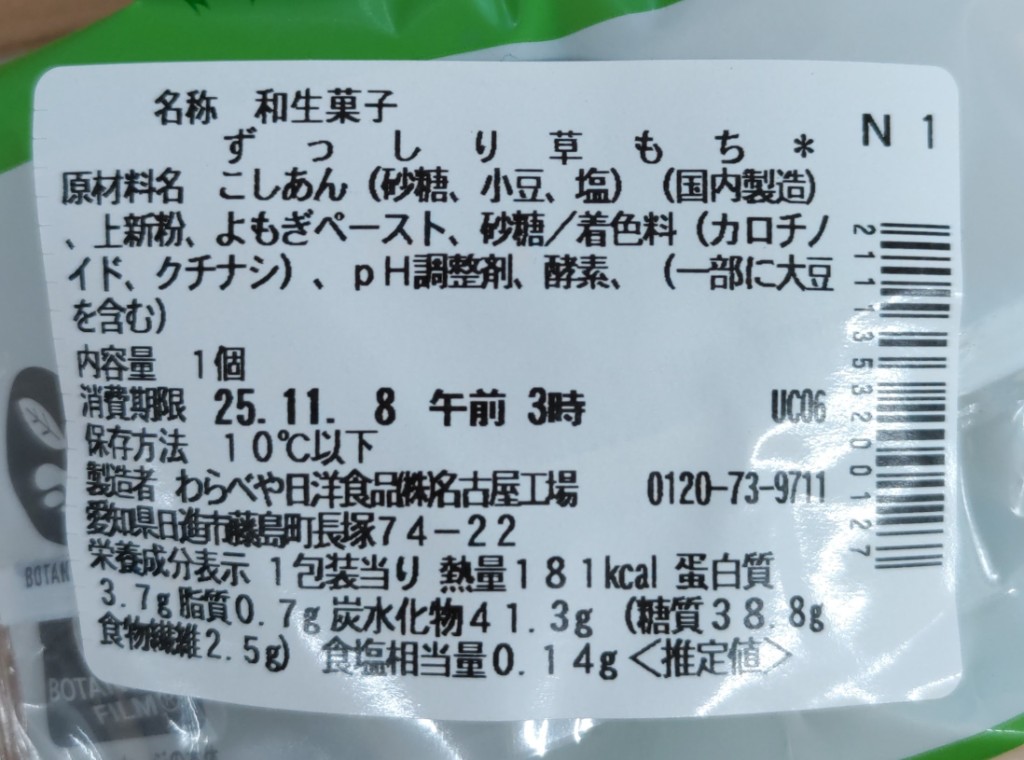 名称　和生菓子
ずっしり草もち＊
N 1
原材料名　こしあん（砂糖、小豆、塩）（国内製造）
、上新粉、よもぎペースト、砂糖／着色料（カロチノ
イド、クチナシ）、ｐＨ調整剤、酵素、（一部に大豆
を含む）
内容量　１個
消費期限　25.11. 8 午前 3時　UC06
保存方法　１０℃以下
製造者　わらべや日洋食品㈱名古屋工場　0120-73-9711
愛知県日進市藤島町長塚７４－２２
栄養成分表示　１包装当り　熱量１８１kcal　蛋白質
３.７g 脂質０.７g 炭水化物４１.３g（糖質３８.８g
食物繊維２.５g）　食塩相当量０.１４g＜推定値＞
2111353200127
BOTAN
BOTA
FILM